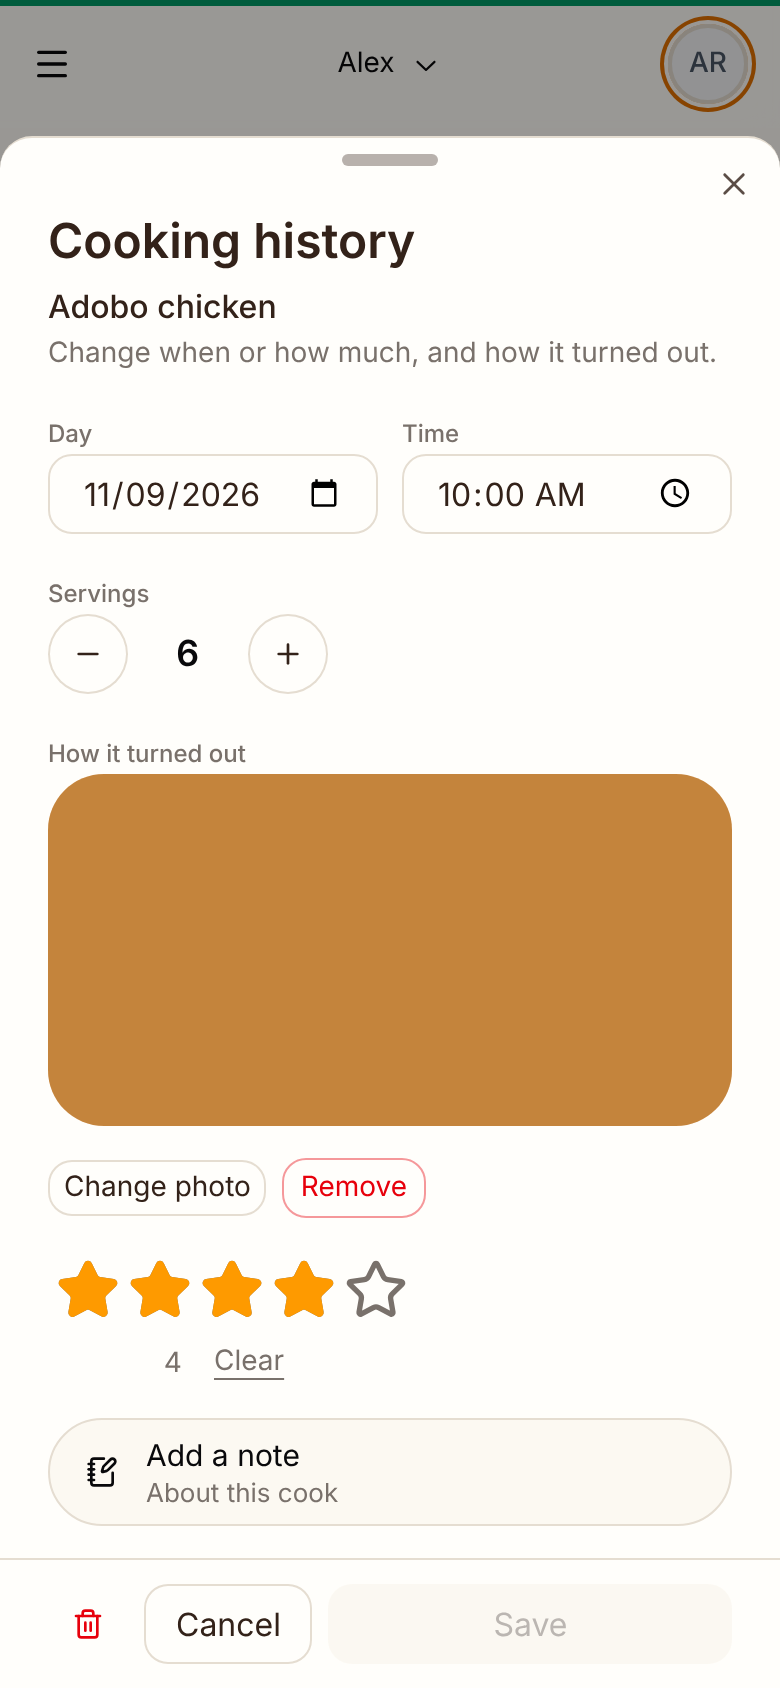 Alex
AR
Cooking history
Adobo chicken
Change when or how much, and how it turned out.
Day
Time
11/09/2026
10:00 AM
Servings
6
How it turned out
Change photo
Remove
4
Clear
Add a note
About this cook
Cancel
Save